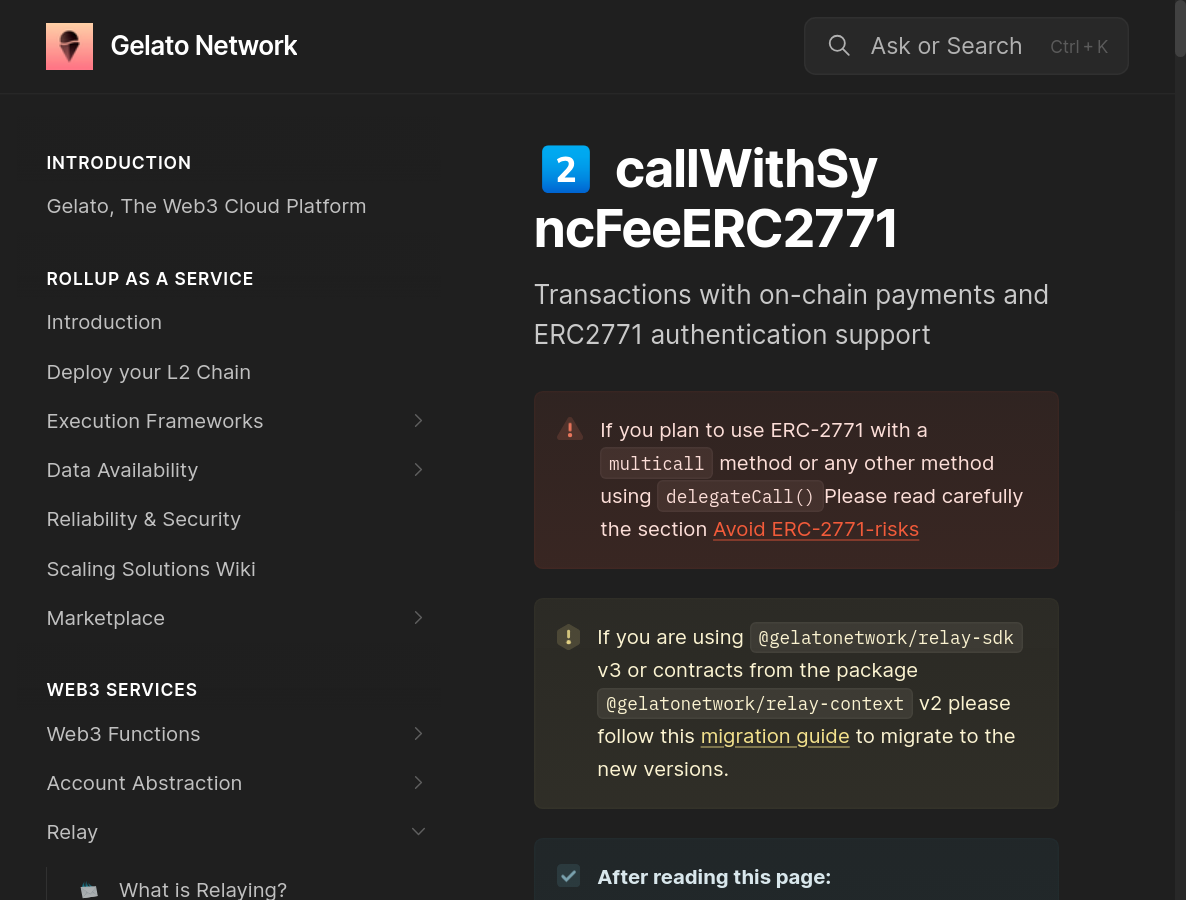 Gelato Network
Ask or Search Ctrl + K
INTRODUCTION
Gelato, The Web3 Cloud Platform
ROLLUP AS A SERVICE
Introduction
Deploy your L2 Chain
Execution Frameworks
Data Availability
Reliability & Security
Scaling Solutions Wiki
Marketplace
WEB3 SERVICES
Web3 Functions
Account Abstraction
Relay
What is Relaying?
2 callWithSy
ncFeeERC2771
Transactions with on-chain payments and
ERC2771 authentication support
If you plan to use ERC-2771 with a
multicall method or any other method
using delegateCall() Please read carefully
the section Avoid ERC-2771-risks
If you are using @gelatonetwork/relay-sdk
v3 or contracts from the package
@gelatonetwork/relay-context v2 please
follow this migration guide to migrate to the
new versions.
After reading this page: